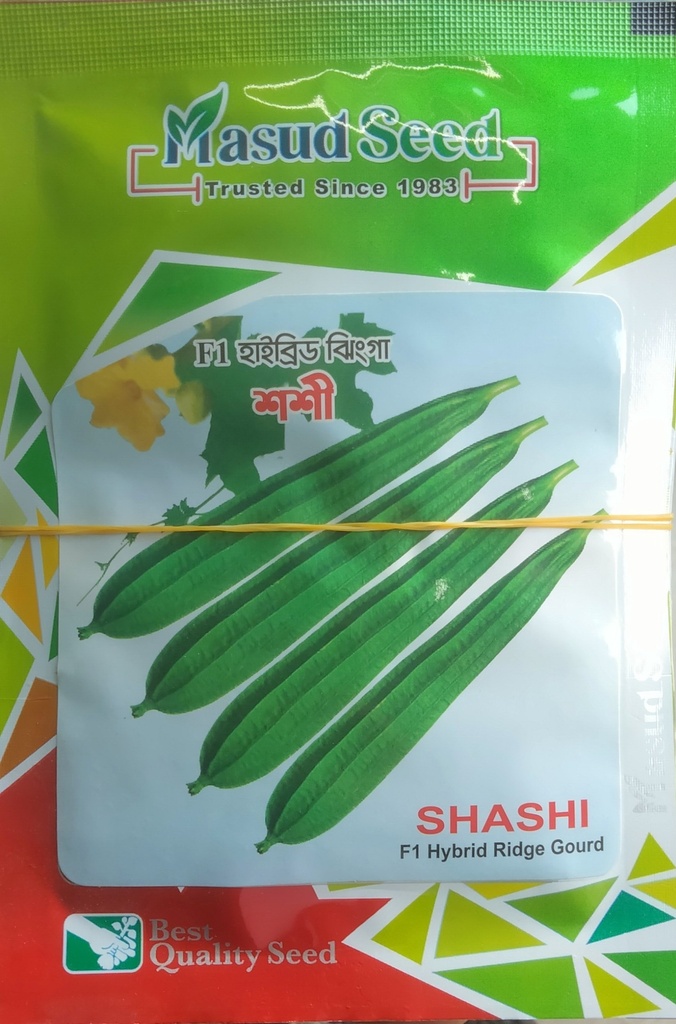 Masud Seed
Trusted Since 1983
F1 হাইব্রিড ঝিংগা
শশী
SHASHI
F1 Hybrid Ridge Gourd
Best
Quality Seed